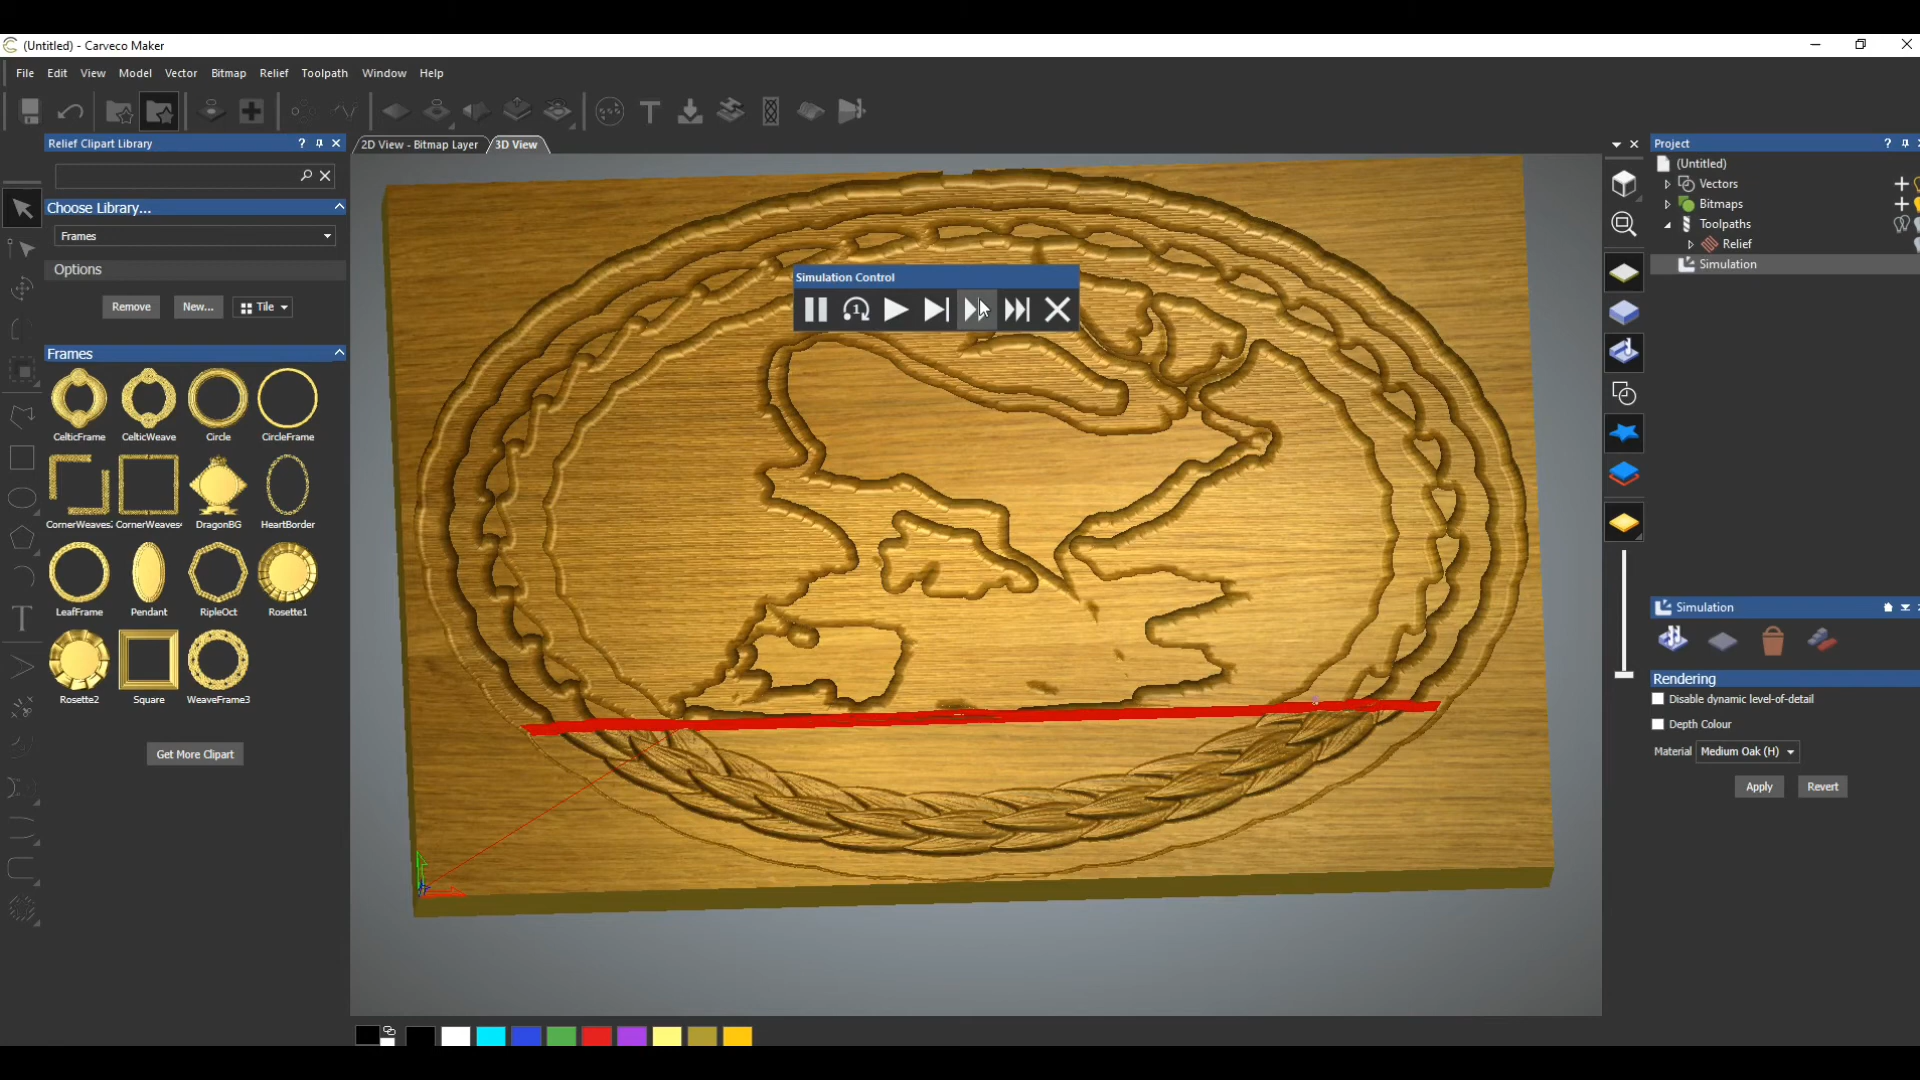 (Untitled) - Carveco Maker
File Edit View Model Vector Bitmap Relief Toolpath Window Help
Relief Clipart Library
2D View - Bitmap Layer
3D View
Choose Library...
Frames
Options
Remove
New...
Tile
Frames
CelticFrame
CelticWeave
Circle
CircleFrame
CornerWeaves
CornerWeaves
DragonBG
HeartBorder
LeafFrame
Pendant
RipleOct
Rosette1
Rosette2
Square
WeaveFrame3
Get More Clipart
Simulation Control
1
Project
(Untitled)
Vectors
Bitmaps
Toolpaths
Relief
Simulation
Simulation
Rendering
Disable dynamic level-of-detail
Depth Colour
Material Medium Oak (H)
Apply
Revert